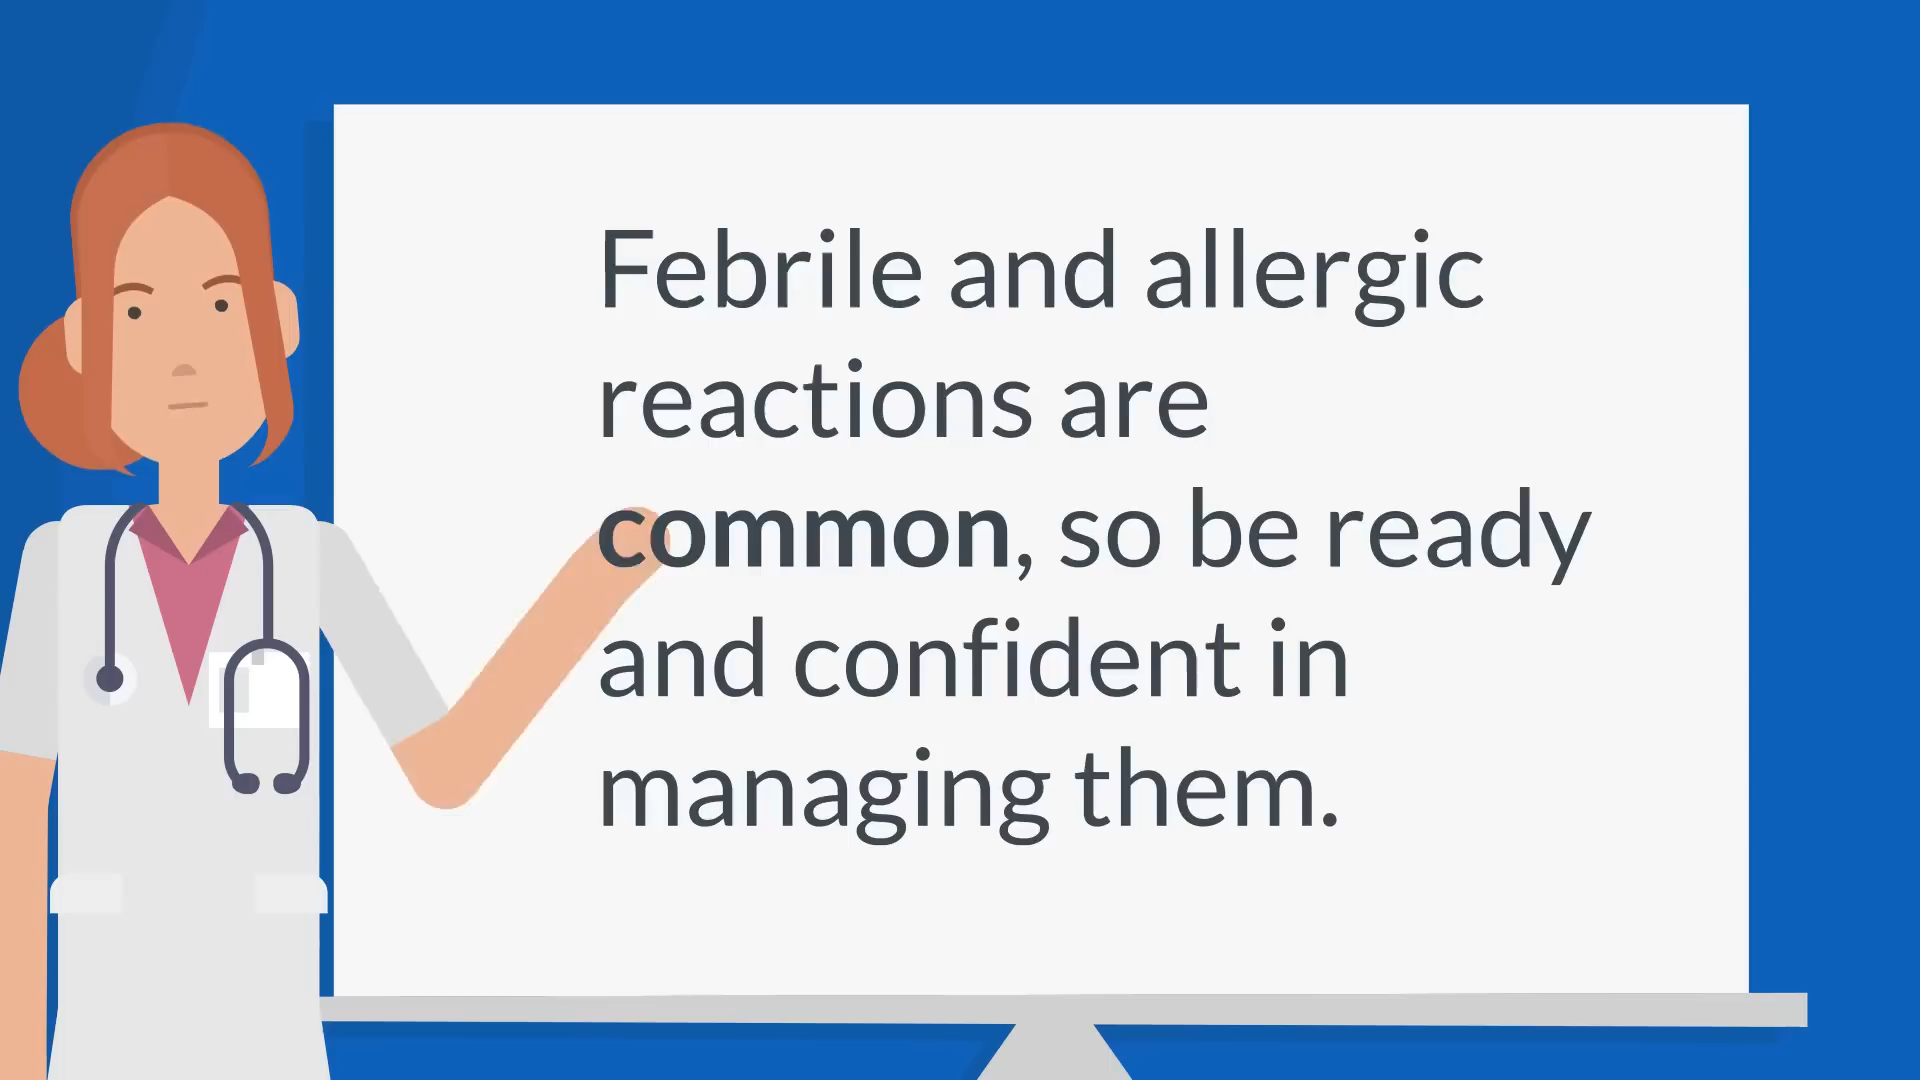 Febrile and allergic
reactions are
common, so be ready
and confident in
managing them.